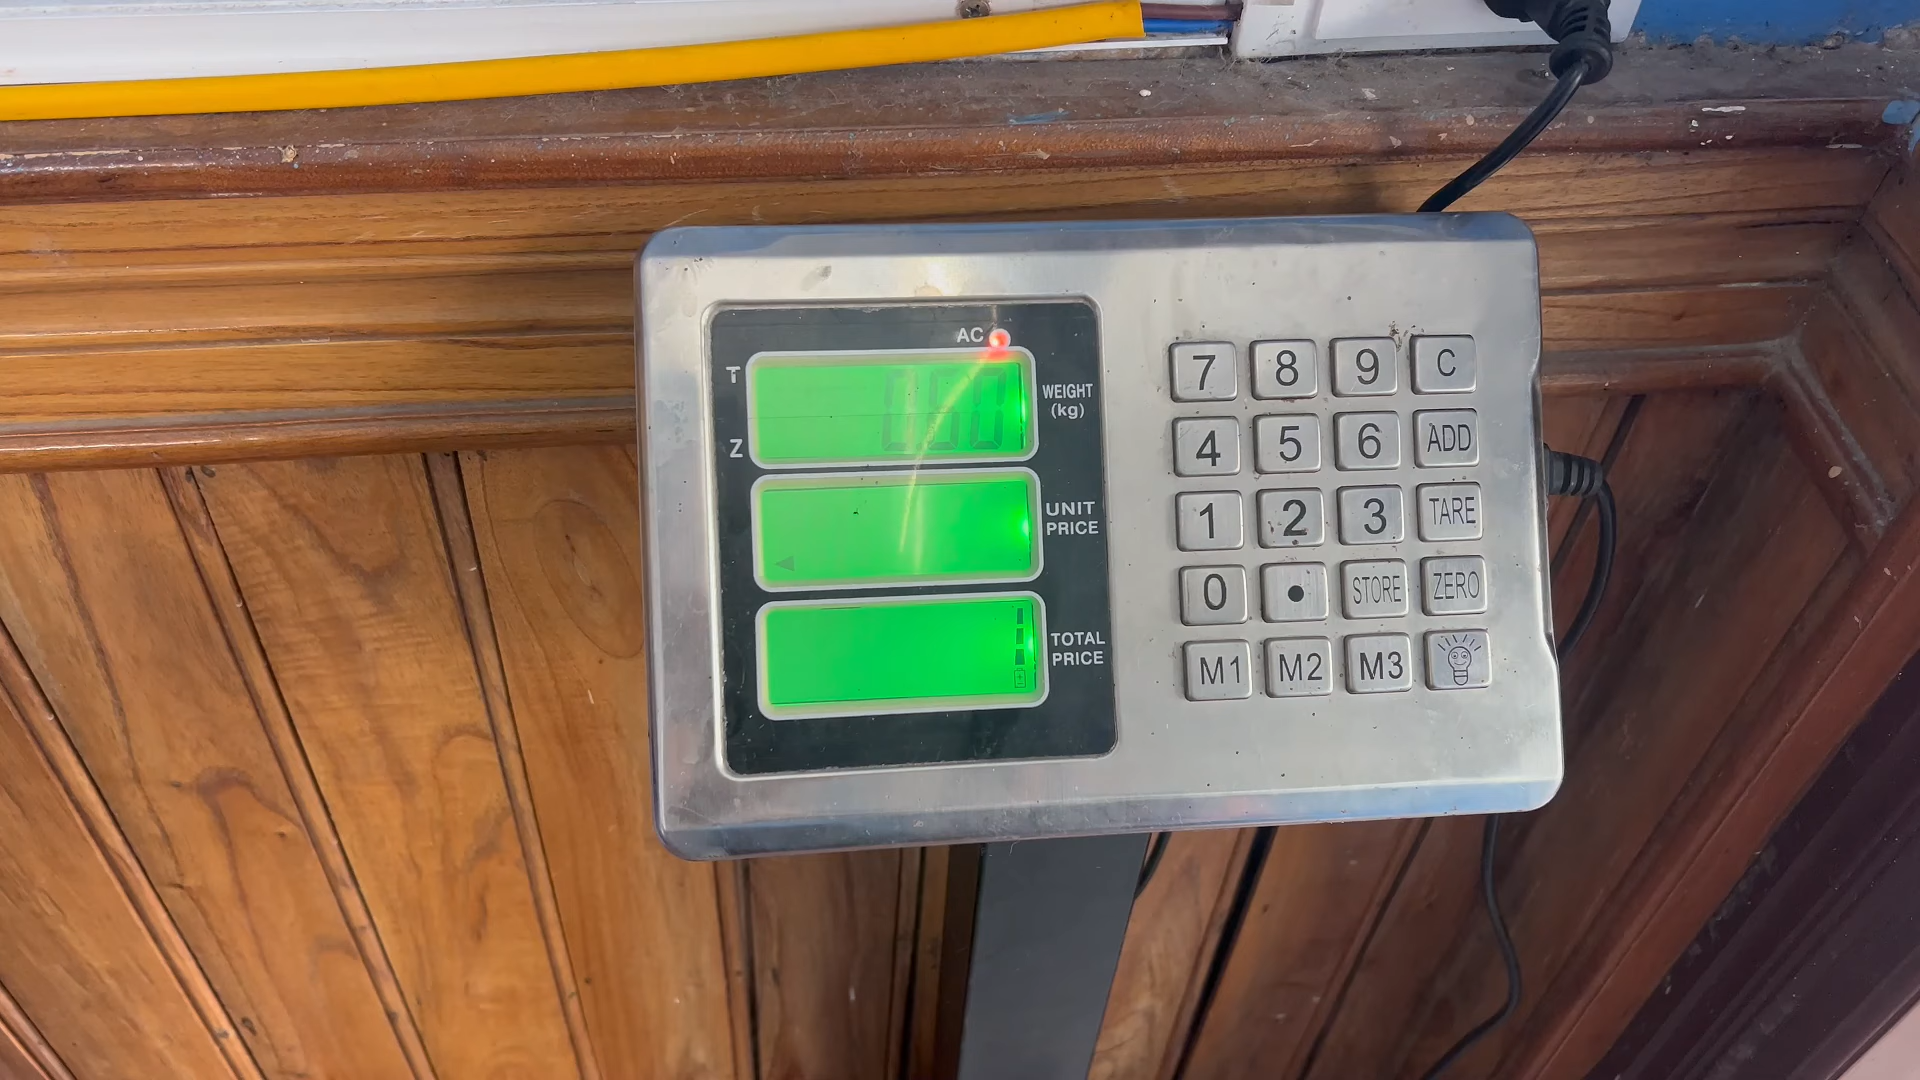 AC
T
WEIGHT
(kg)
Z
UNIT
PRICE
TOTAL
PRICE
7 8 9 C
4 5 6 ADD
1 2 3 TARE
0 . STORE ZERO
M1 M2 M3